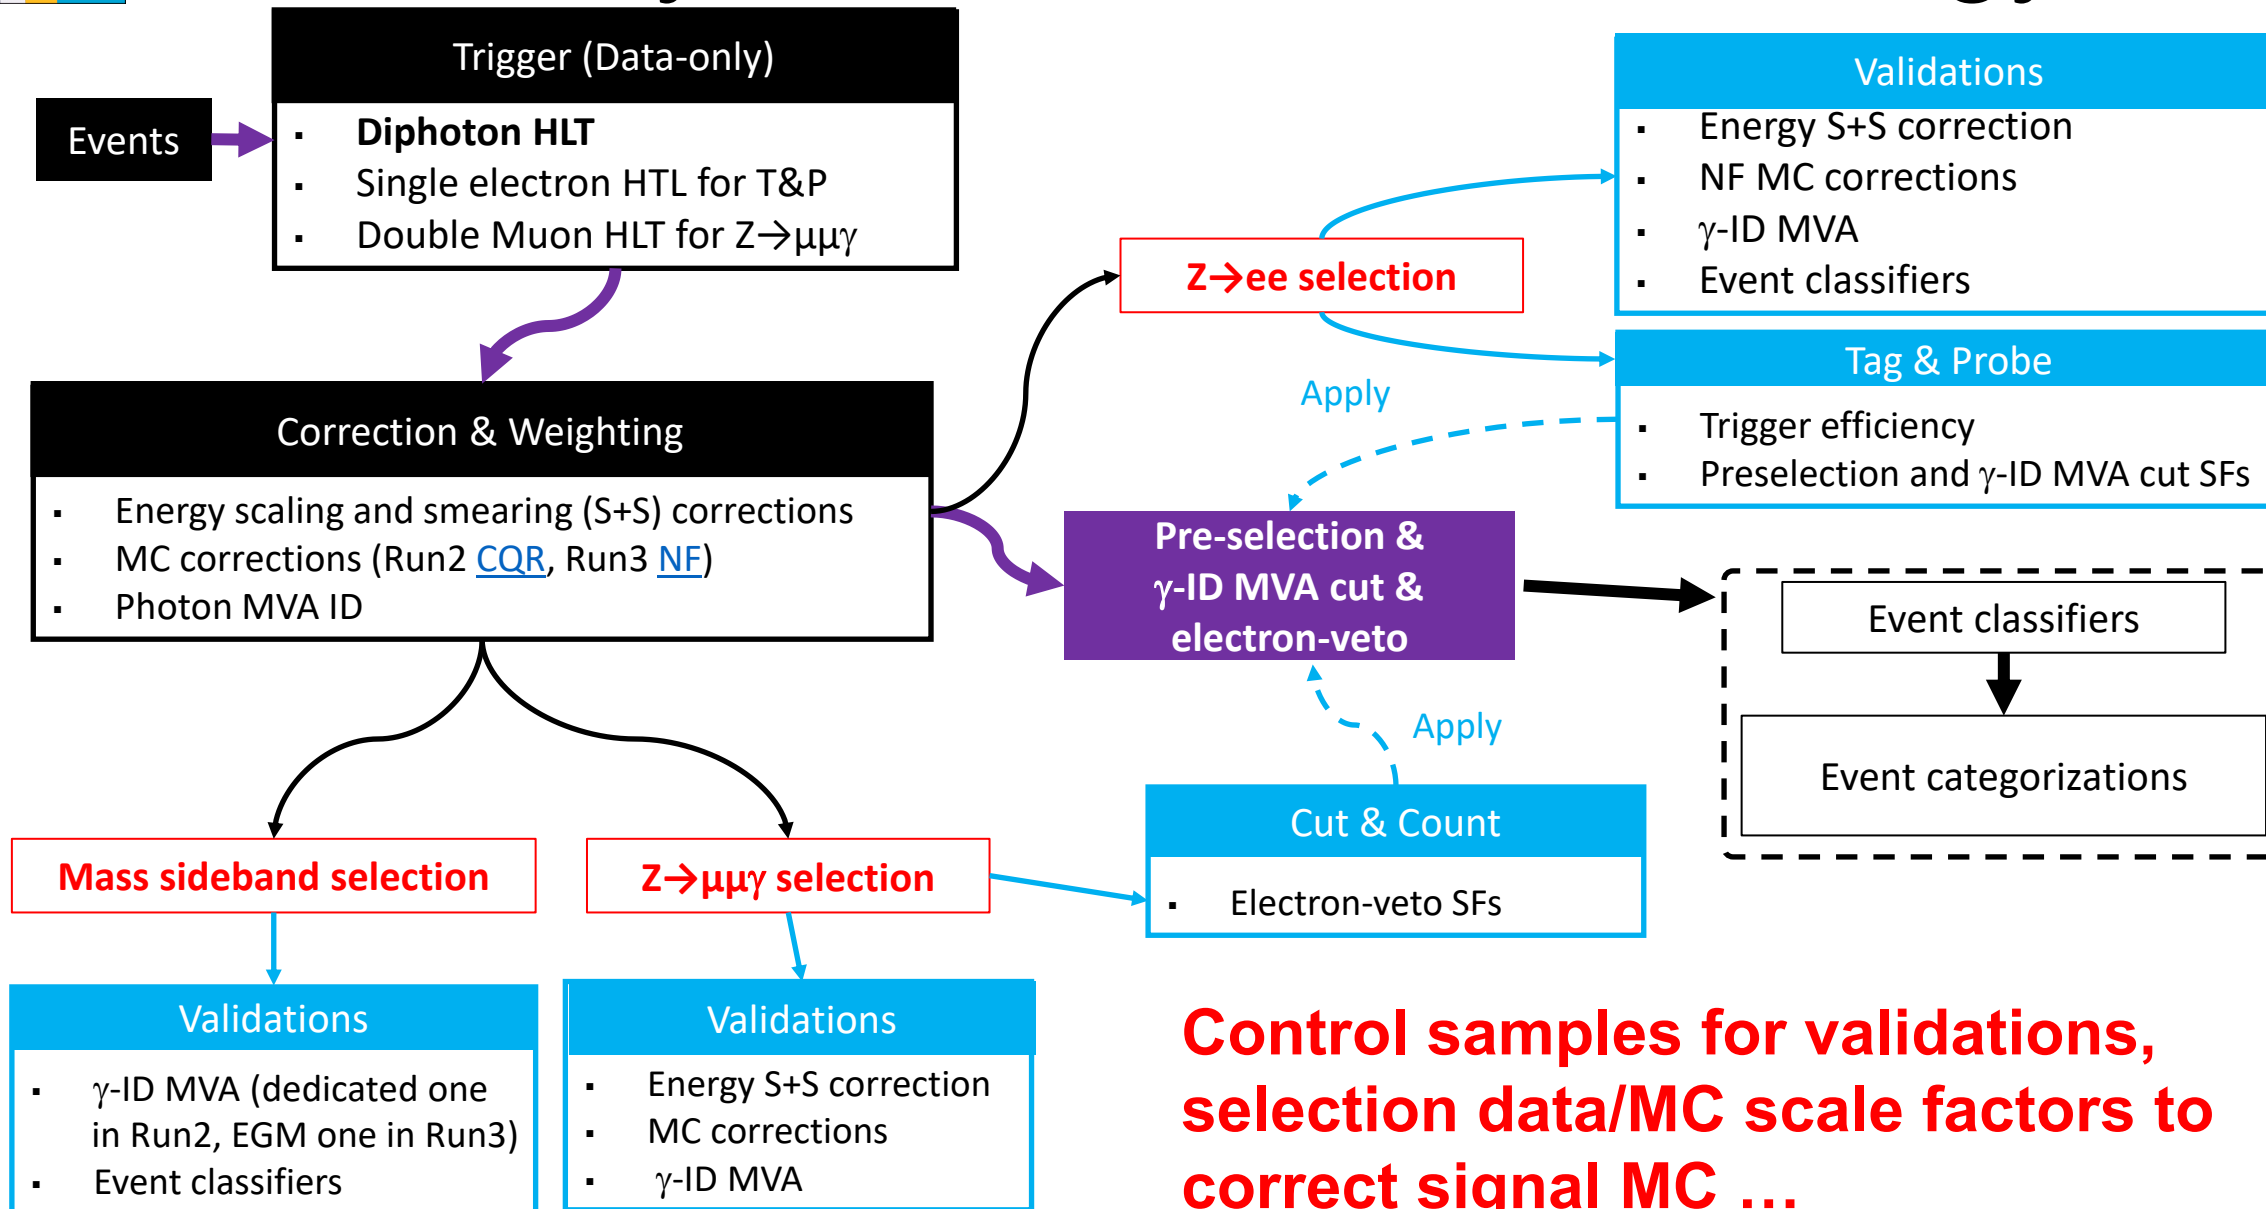 Trigger (Data-only)
Events
▪ Diphoton HLT
▪ Single electron HTL for T&P
▪ Double Muon HLT for Z→μμγ
Correction & Weighting
▪ Energy scaling and smearing (S+S) corrections
▪ MC corrections (Run2 CQR, Run3 NF)
▪ Photon MVA ID
Z→ee selection
Validations
▪ Energy S+S correction
▪ NF MC corrections
▪ γ-ID MVA
▪ Event classifiers
Tag & Probe
▪ Trigger efficiency
▪ Preselection and γ-ID MVA cut SFs
Apply
Pre-selection &
γ-ID MVA cut &
electron-veto
Event classifiers
Event categorizations
Apply
Cut & Count
▪ Electron-veto SFs
Mass sideband selection
Z→μμγ selection
Validations
▪ γ-ID MVA (dedicated one
in Run2, EGM one in Run3)
▪ Event classifiers
Validations
▪ Energy S+S correction
▪ MC corrections
▪ γ-ID MVA
Control samples for validations,
selection data/MC scale factors to
correct signal MC …